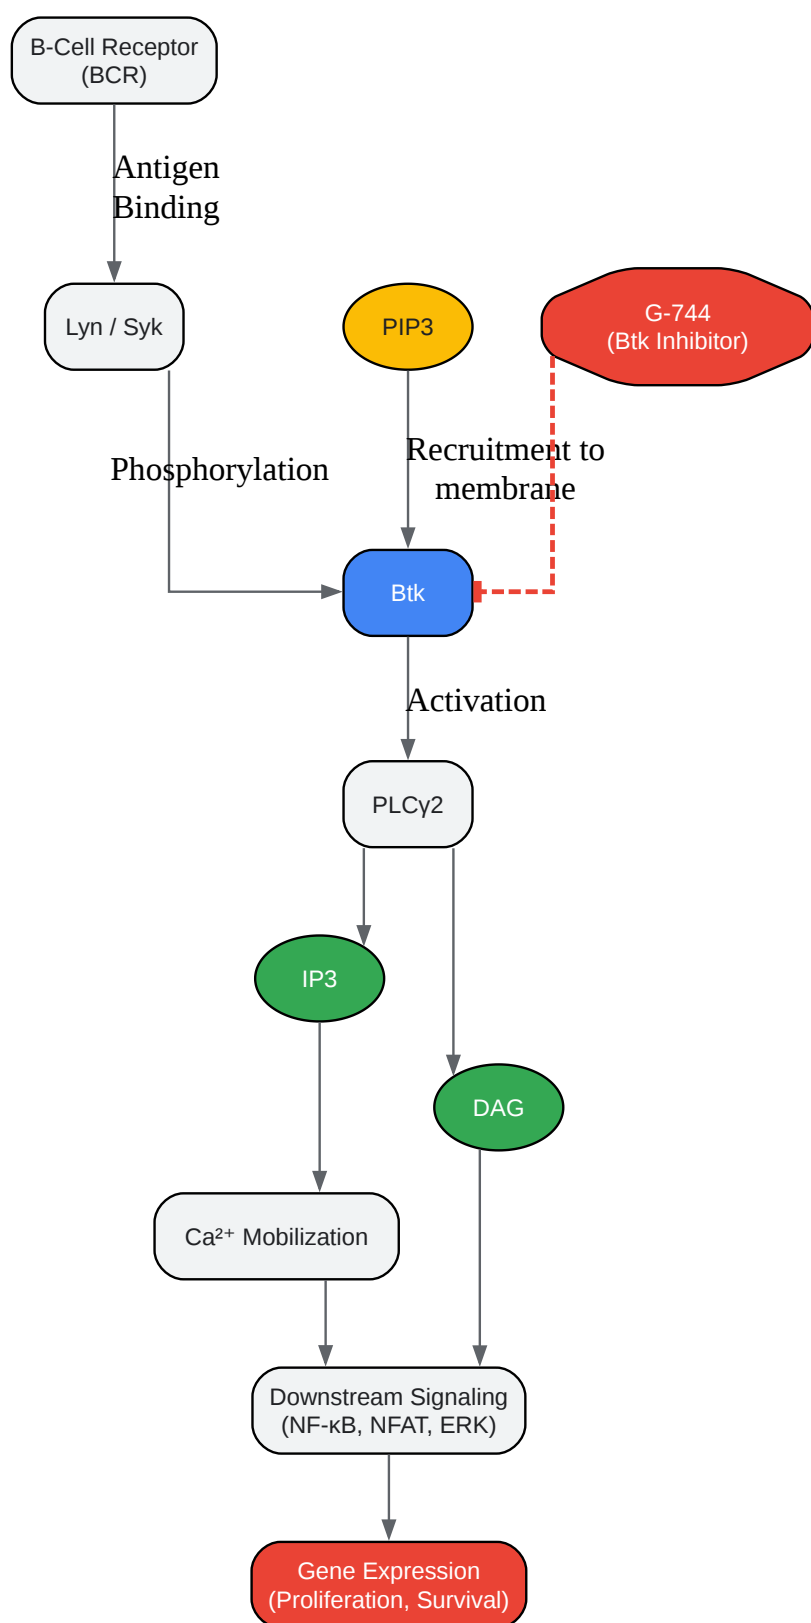 B-Cell Receptor
(BCR)
Antigen
Binding
Lyn / Syk
PIP3
G-744
(Btk Inhibitor)
Phosphorylation
Recruitment to
membrane
Btk
Activation
PLCγ2
IP3
DAG
Ca²⁺ Mobilization
Downstream Signaling
(NF-κB, NFAT, ERK)
Gene Expression
(Proliferation, Survival)